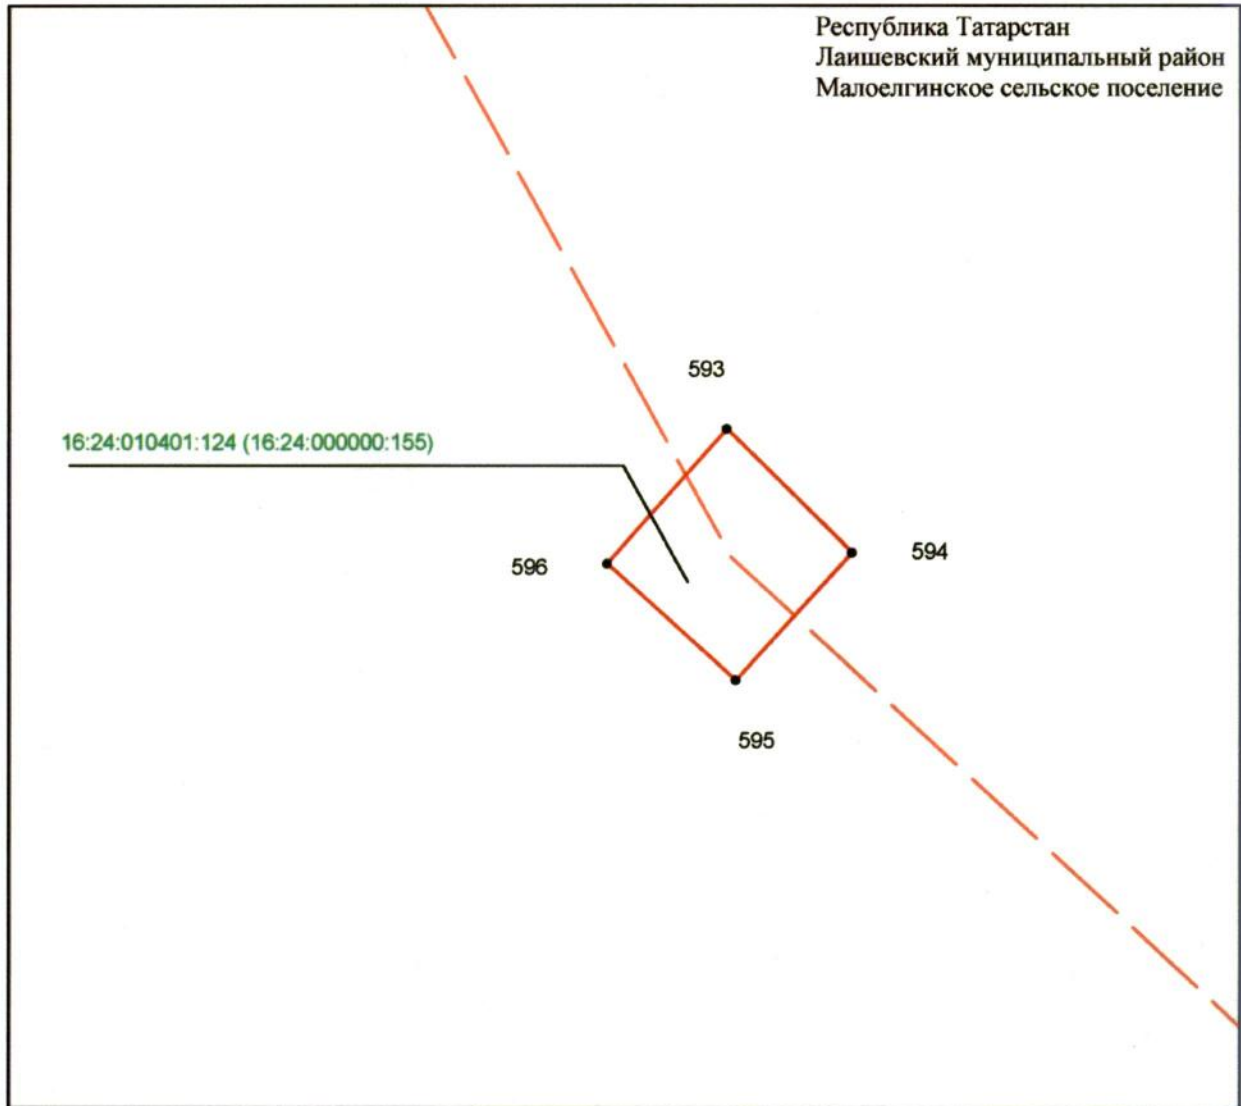 Республика Татарстан
Лаишевский муниципальный район
Малоелгинское сельское поселение
593
16:24:010401:124 (16:24:000000:155)
594
596
595